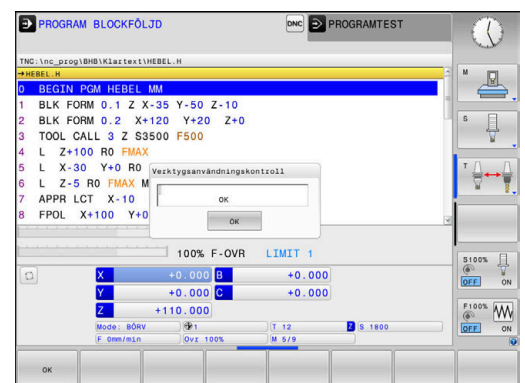 PROGRAM BLOCKFÖLJD
DNC
PROGRAMTEST
TNC:\nc_prog\BHB\Klartext\HEBEL.H
→HEBEL.H
0 BEGIN PGM HEBEL MM
1 BLK FORM 0.1 Z X-35 Y-50 Z-10
2 BLK FORM 0.2 X+120 Y+20 Z+0
3 TOOL CALL 3 Z S3500 F500
4 L Z+100 R0 FMAX
5 L X-30 Y+0 R0
6 L Z-5 R0 FMAX M
7 APPR LCT X-10
8 FPOL X+100 Y+0
Verktygsanvändningskontroll
OK
OK
100% F-OVR LIMIT 1
X +0.000 B +0.000
Y +0.000 C +0.000
Z +110.000
Mode: BÖRV 1 T 12 Z S 1800
F 0mm/min Ovr 100% M 5/9
M
S
T
S100%
OFF ON
F100%
OFF ON
OK